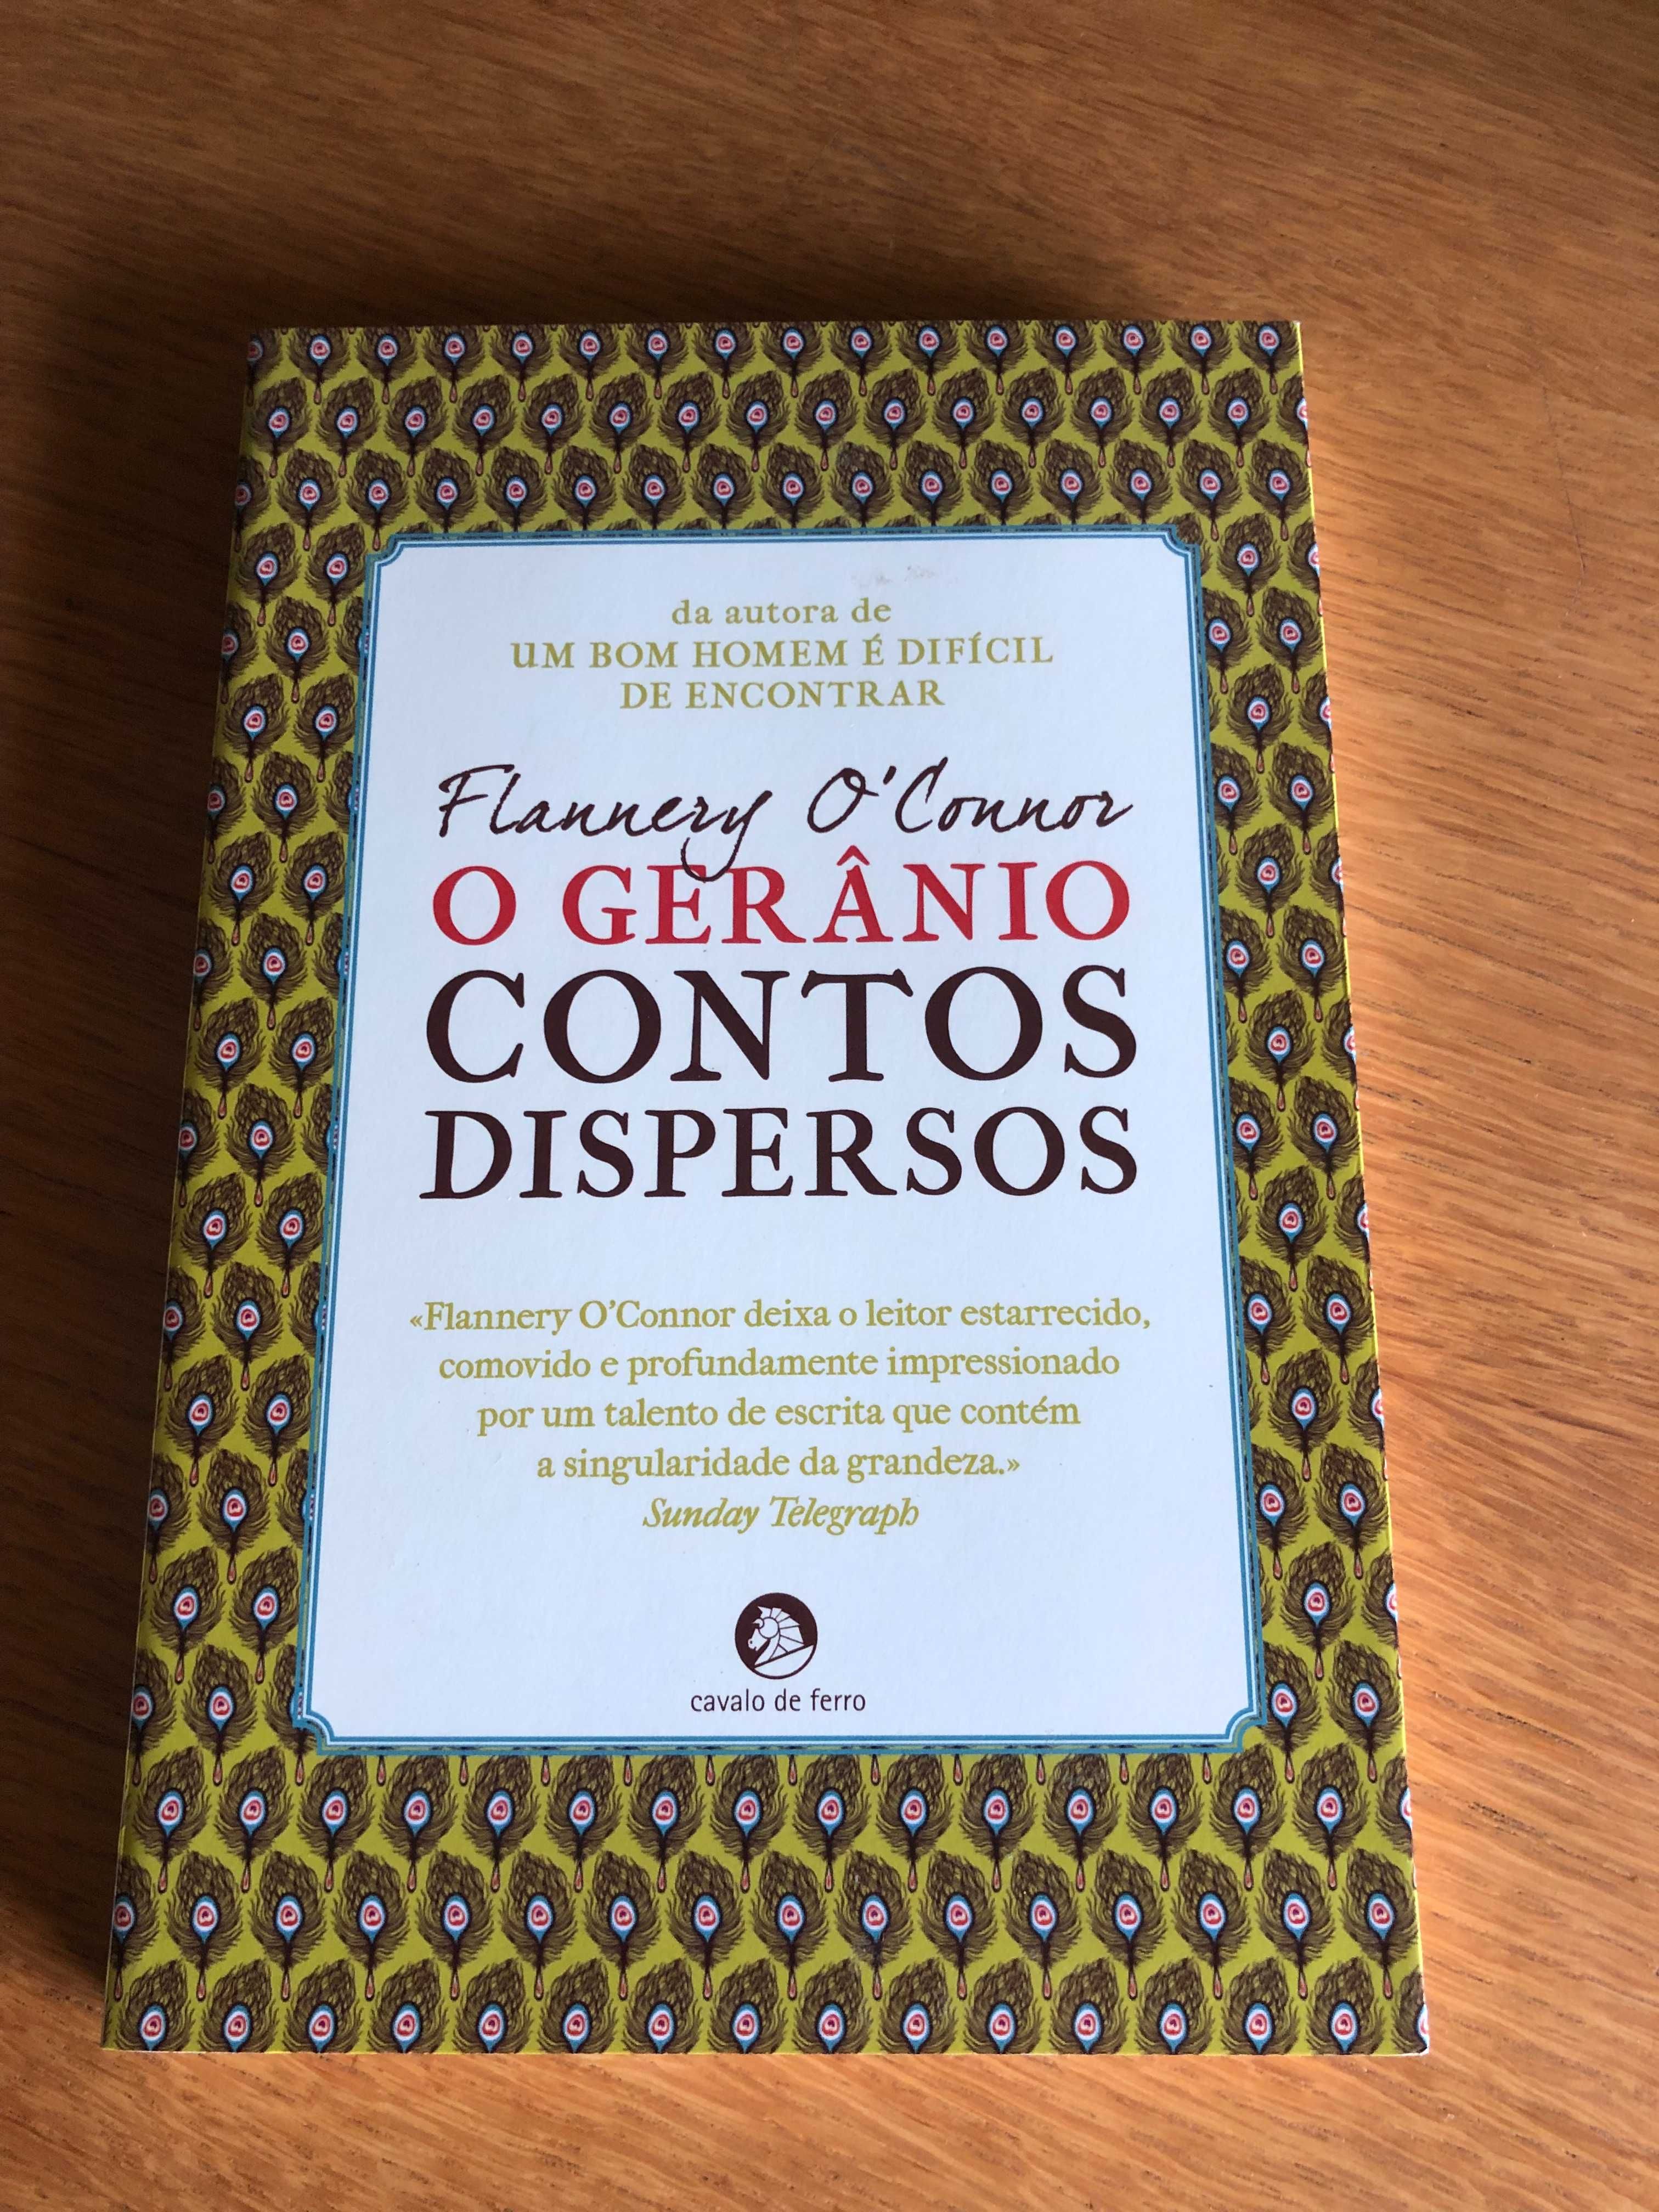 da autora de
UM BOM HOMEM É DIFÍCIL
DE ENCONTRAR
Flannery O'Connor
O GERÂNIO
CONTOS
DISPERSOS
«Flannery O'Connor deixa o leitor estarrecido,
comovido e profundamente impressionado
por um talento de escrita que contém
a singularidade da grandeza.»
Sunday Telegraph
cavalo de ferro